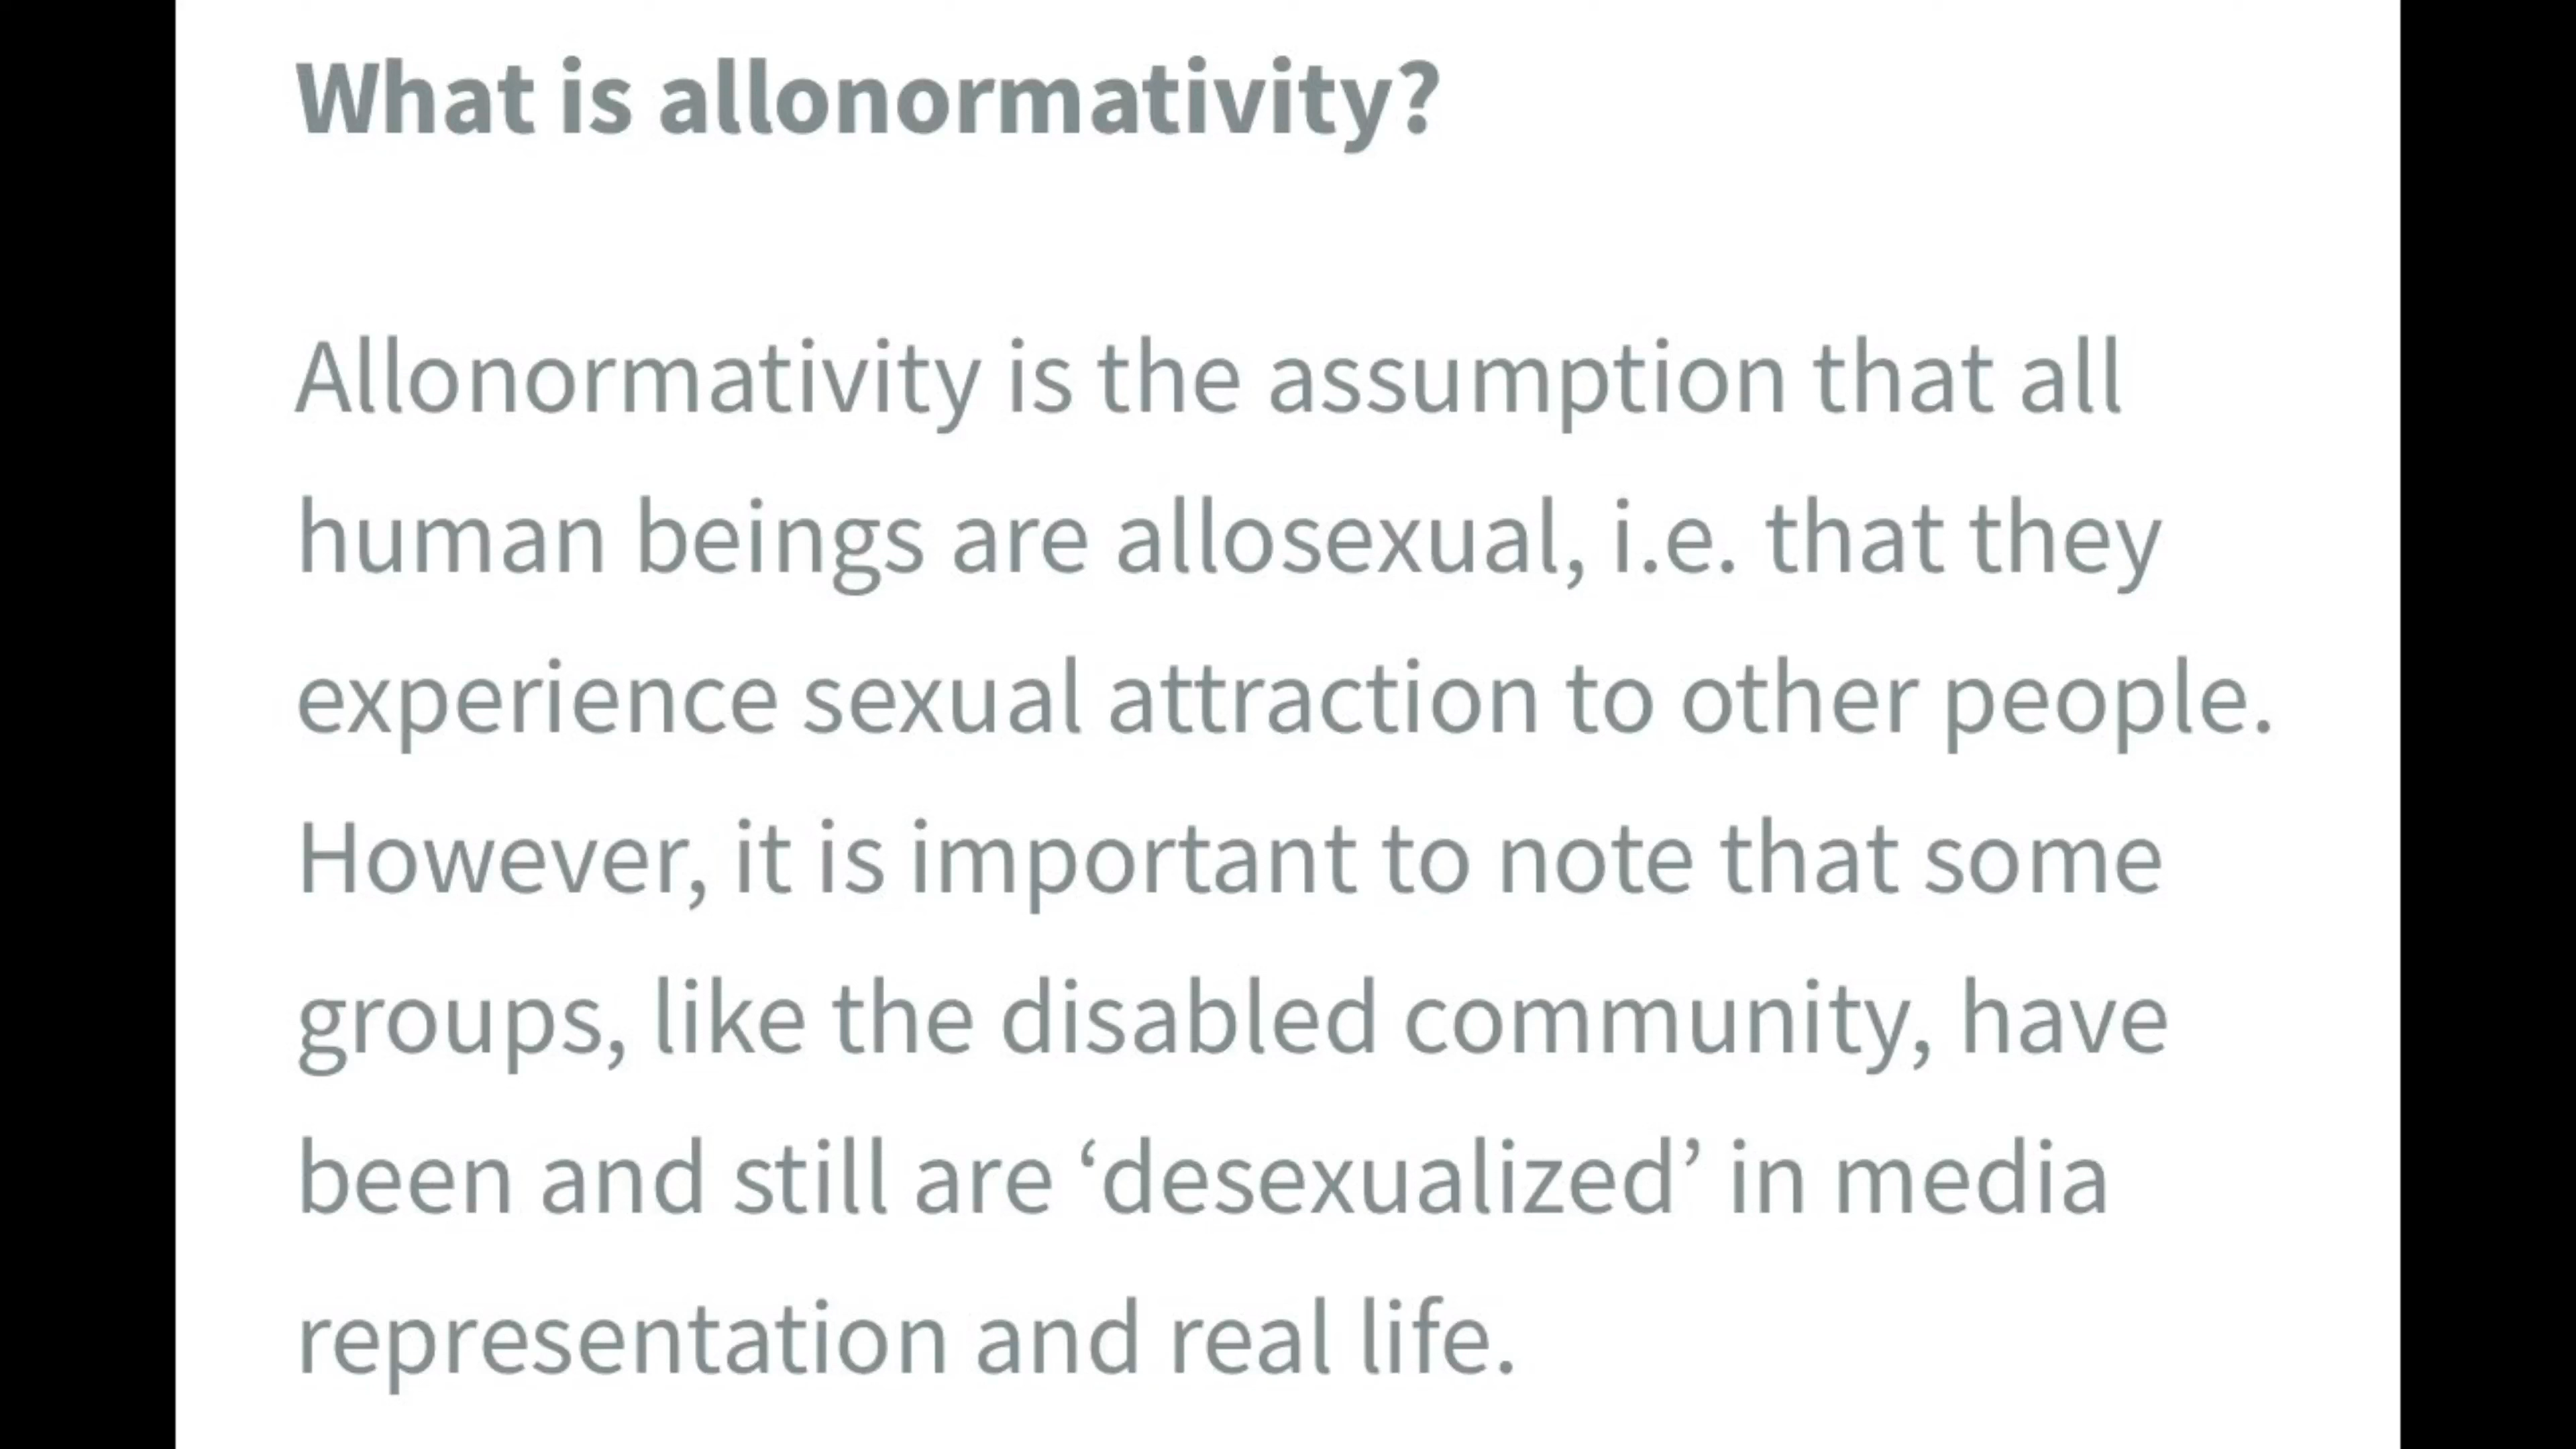 What is allonormativity?
Allonormativity is the assumption that all
human beings are allosexual, i.e. that they
experience sexual attraction to other people.
However, it is important to note that some
groups, like the disabled community, have
been and still are ‘desexualized’ in media
representation and real life.